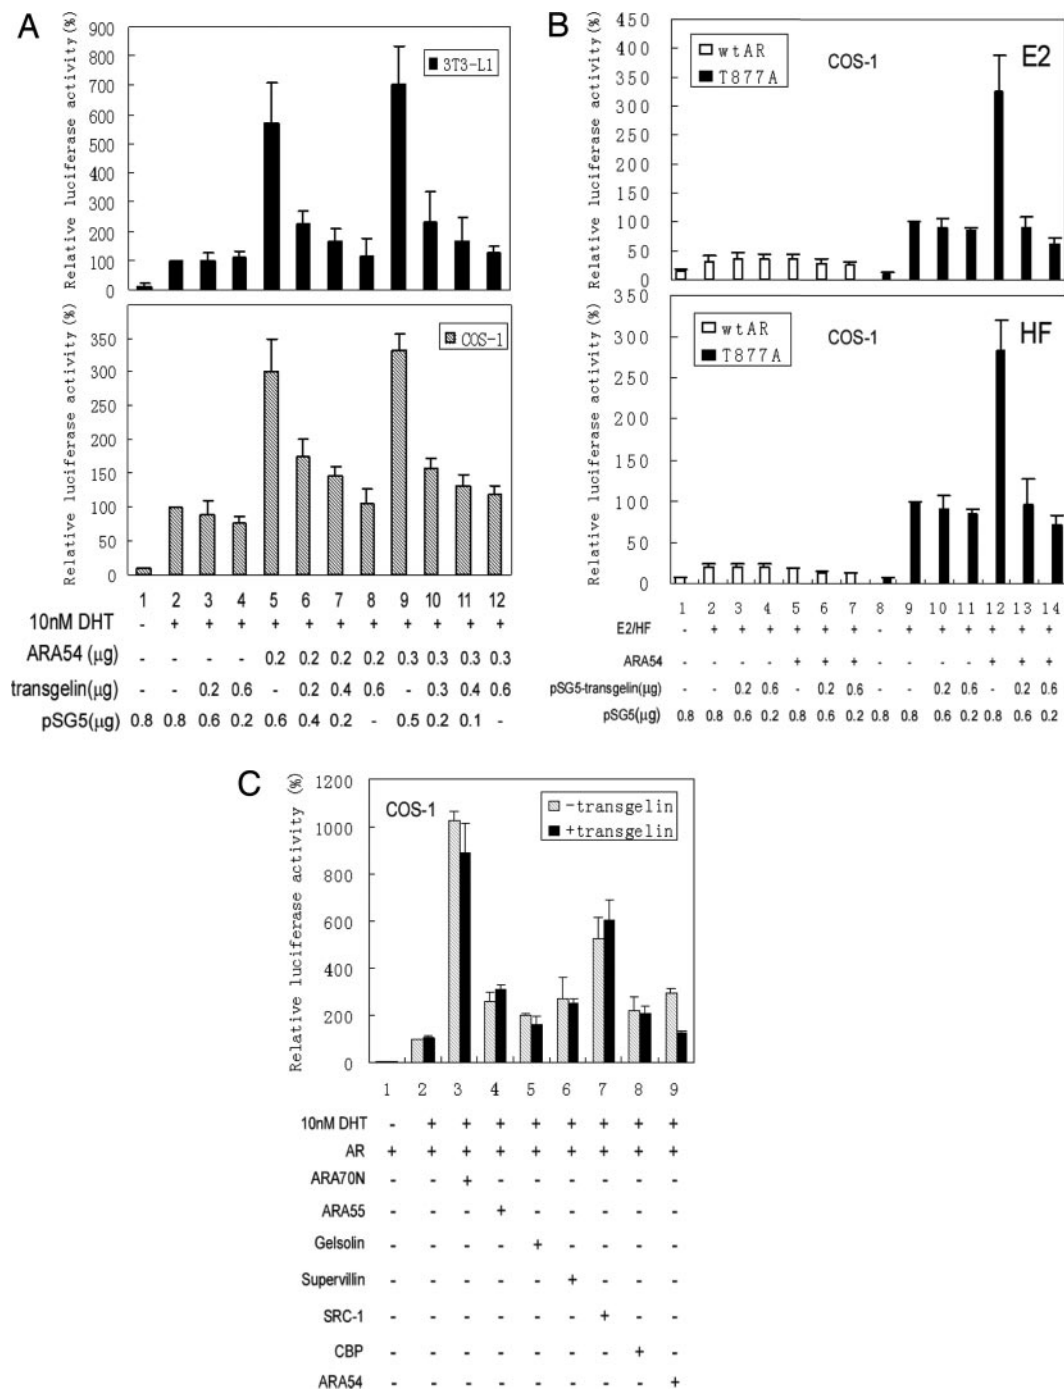 A
Relative luciferase activity(%)
900
800
700
600
500
400
300
200
100
0
3T3-L1
Relative luciferase activity(%)
350
300
250
200
150
100
50
0
COS-1
1 2 3 4 5 6 7 8 9 10 11 12
10nM DHT - + + + + + + + + + + +
ARA54 (μg) - - - - 0.2 0.2 0.2 0.2 0.3 0.3 0.3 0.3
transgelin(μg) - - 0.2 0.6 - 0.2 0.4 0.6 - 0.3 0.4 0.6
pSG5(μg) 0.8 0.8 0.6 0.2 0.6 0.4 0.2 - 0.5 0.2 0.1 -
B
Relative luciferase activity(%)
450
400
350
300
250
200
150
100
50
0
wtAR
T877A
COS-1
E2
Relative luciferase activity(%)
350
300
250
200
150
100
50
0
wtAR
T877A
COS-1
HF
1 2 3 4 5 6 7 8 9 10 11 12 13 14
E2/HF - + + + + + + - + + + + + +
ARA54 - - - - + + + - - - - + + +
pSG5-transgelin(μg) - - 0.2 0.6 - 0.2 0.6 - - 0.2 0.6 - 0.2 0.6
pSG5(μg) 0.8 0.8 0.6 0.2 0.8 0.6 0.2 0.8 0.8 0.6 0.2 0.8 0.6 0.2
C
Relative luciferase activity (%)
1200
1000
800
600
400
200
0
COS-1
-transgelin
+transgelin
1 2 3 4 5 6 7 8 9
10nM DHT - + + + + + + + +
AR + + + + + + + + +
ARA70N - - + - - - - - -
ARA55 - - - + - - - - -
Gelsolin - - - - + - - - -
Supervillin - - - - - + - - -
SRC-1 - - - - - - + - -
CBP - - - - - - - + -
ARA54 - - - - - - - - +